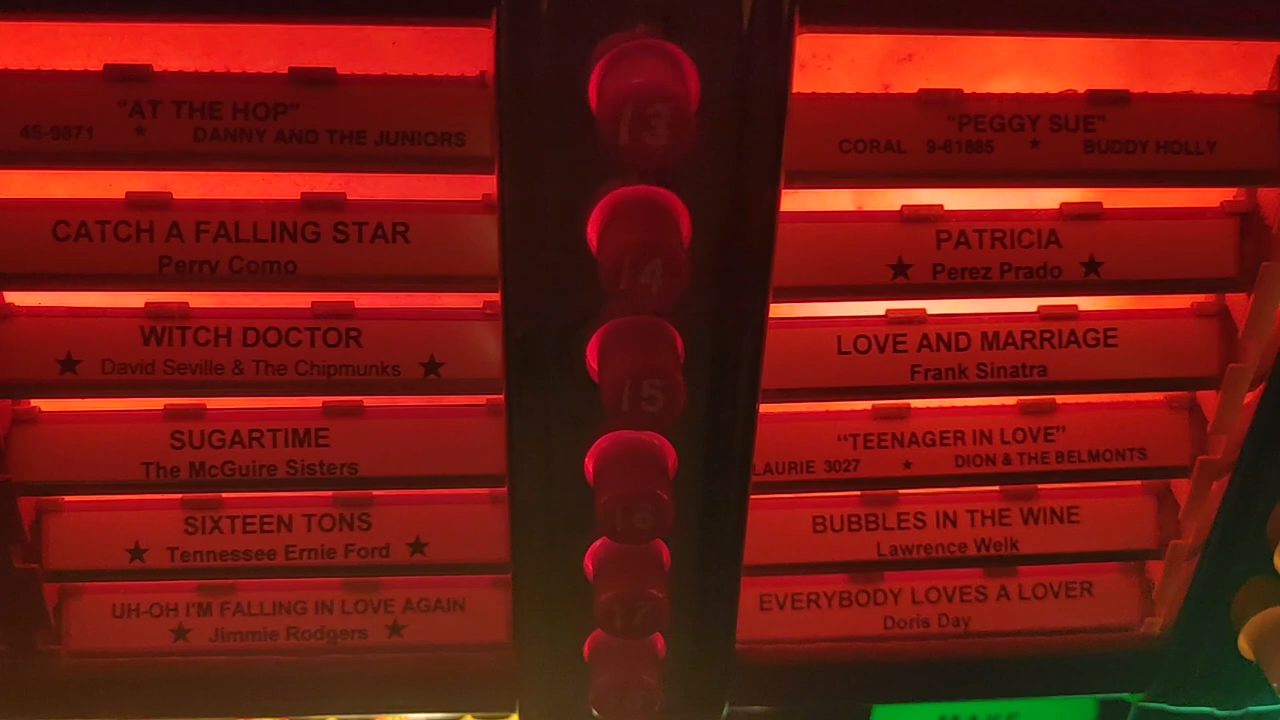 "AT THE HOP"
45-9871 * DANNY AND THE JUNIORS
CATCH A FALLING STAR
Perry Como
WITCH DOCTOR
★ David Seville & The Chipmunks ★
SUGARTIME
The McGuire Sisters
SIXTEEN TONS
★ Tennessee Ernie Ford ★
UH-OH I'M FALLING IN LOVE AGAIN
★ Jimmie Rodgers ★
13
14
15
16
17
"PEGGY SUE"
CORAL 9-61885 * BUDDY HOLLY
PATRICIA
★ Perez Prado ★
LOVE AND MARRIAGE
Frank Sinatra
"TEENAGER IN LOVE"
LAURIE 3027 ★ DION & THE BELMONTS
BUBBLES IN THE WINE
Lawrence Welk
EVERYBODY LOVES A LOVER
Doris Day
MAKE